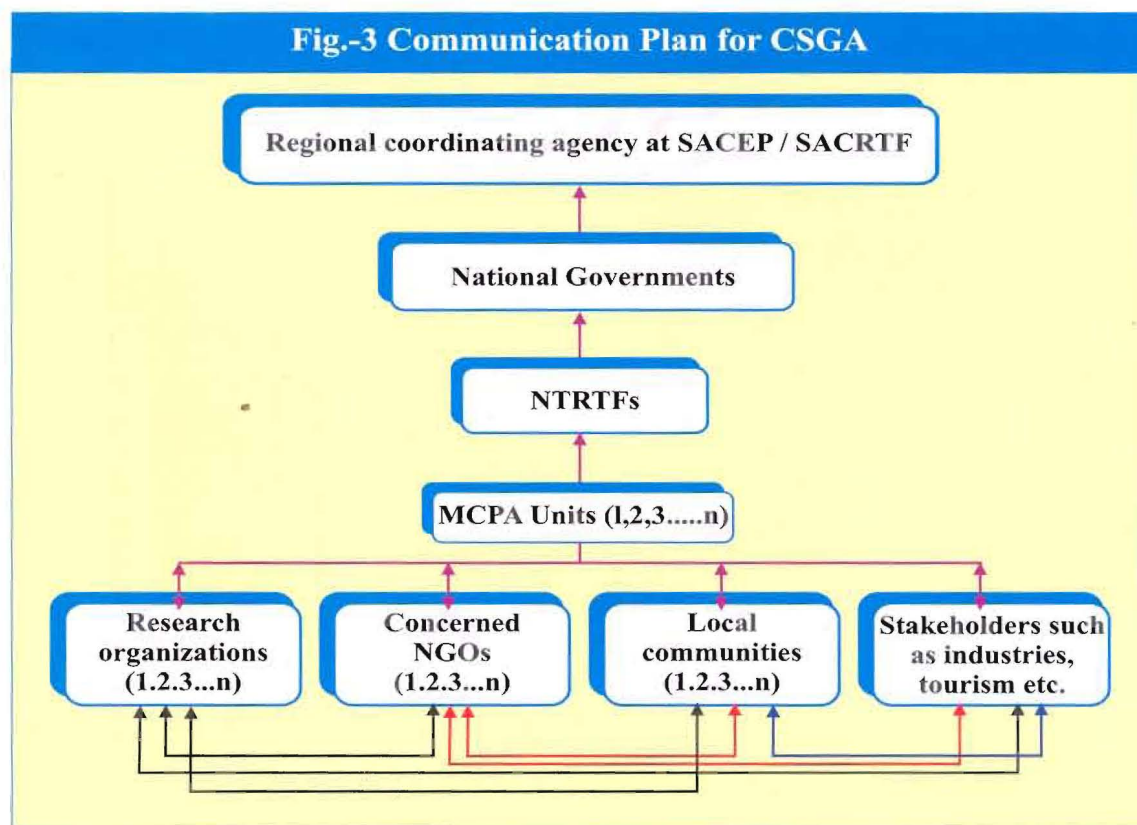 Fig.-3 Communication Plan for CSGA
Regional coordinating agency at SACEP / SACRTF
National Governments
NTRTFs
MCPA Units (l,2,3.....n)
Research
organizations
(1.2.3...n)
Concerned
NGOs
(1.2.3...n)
Local
communities
(1.2.3...n)
Stakeholders such
as industries,
tourism etc.